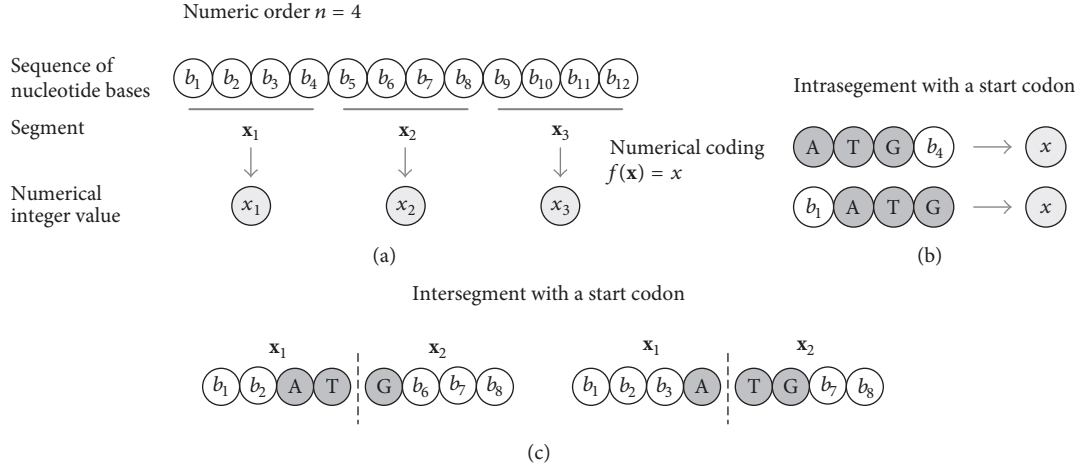 Numeric order n = 4
Sequence of
nucleotide bases
b1 b2 b3 b4 b5 b6 b7 b8 b9 b10 b11 b12
Segment
x1 x2 x3
Numerical
integer value
x1 x2 x3
Numerical coding
f(x) = x
(a)
Intrasegement with a start codon
A T G b4 x
b1 A T G x
(b)
Intersegment with a start codon
x1 x2 x1 x2
b1 b2 A T G b6 b7 b8 b1 b2 b3 A T G b7 b8
(c)